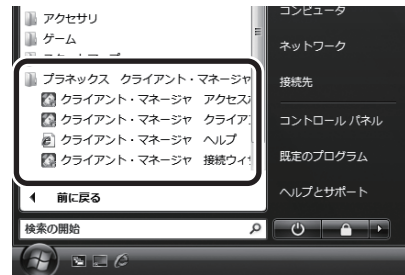 アクセサリ
ゲーム
プラネックス クライアント・マネージャ
クライアント・マネージャ アクセス
クライアント・マネージャ クライア
クライアント・マネージャ ヘルプ
クライアント・マネージャ 接続ウィ
前に戻る
検索の開始
コンピュータ
ネットワーク
接続先
コントロール パネル
既定のプログラム
ヘルプとサポート